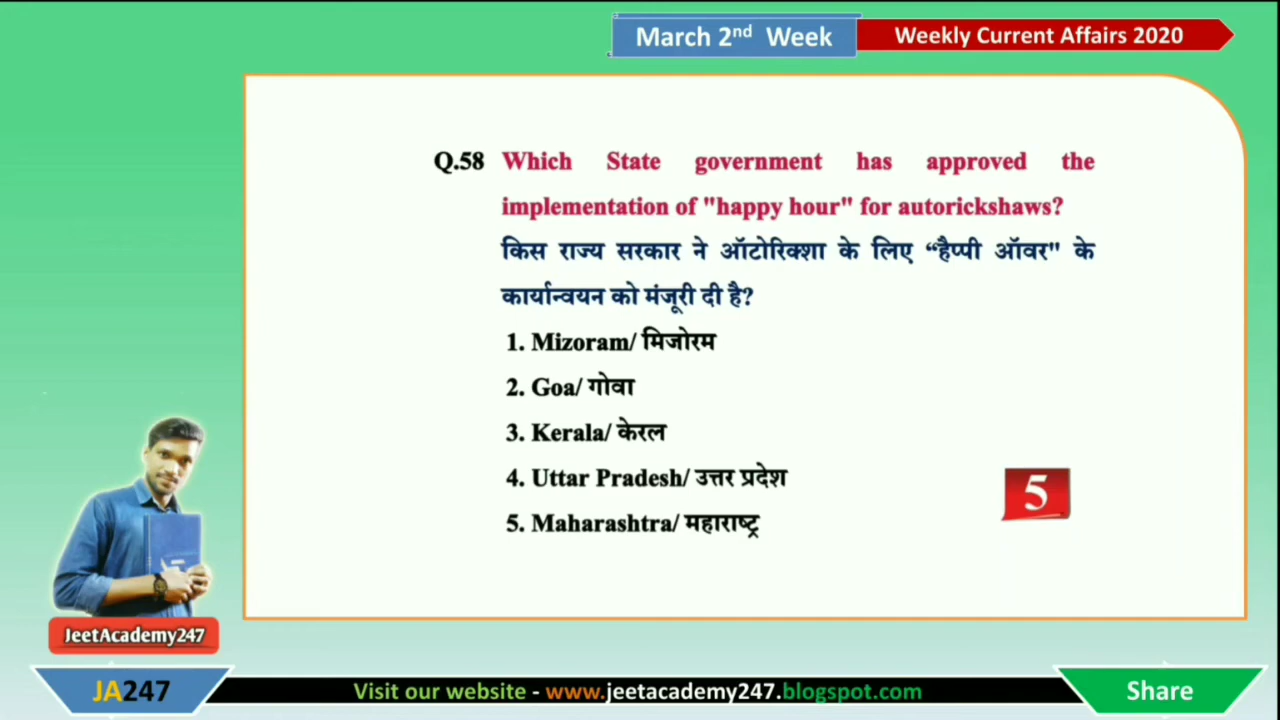 March 2nd Week
Weekly Current Affairs 2020
Q.58 Which State government has approved the
implementation of "happy hour" for autorickshaws?
किस राज्य सरकार ने ऑटोरिक्शा के लिए “हैप्पी ऑवर" के
कार्यान्वयन को मंजूरी दी है?
1. Mizoram/ मिजोरम
2. Goa/ गोवा
3. Kerala/ केरल
4. Uttar Pradesh/ उत्तर प्रदेश
5. Maharashtra/ महाराष्ट्र
5
JeetAcademy247
JA247
Visit our website - www.jeetacademy247.blogspot.com
Share